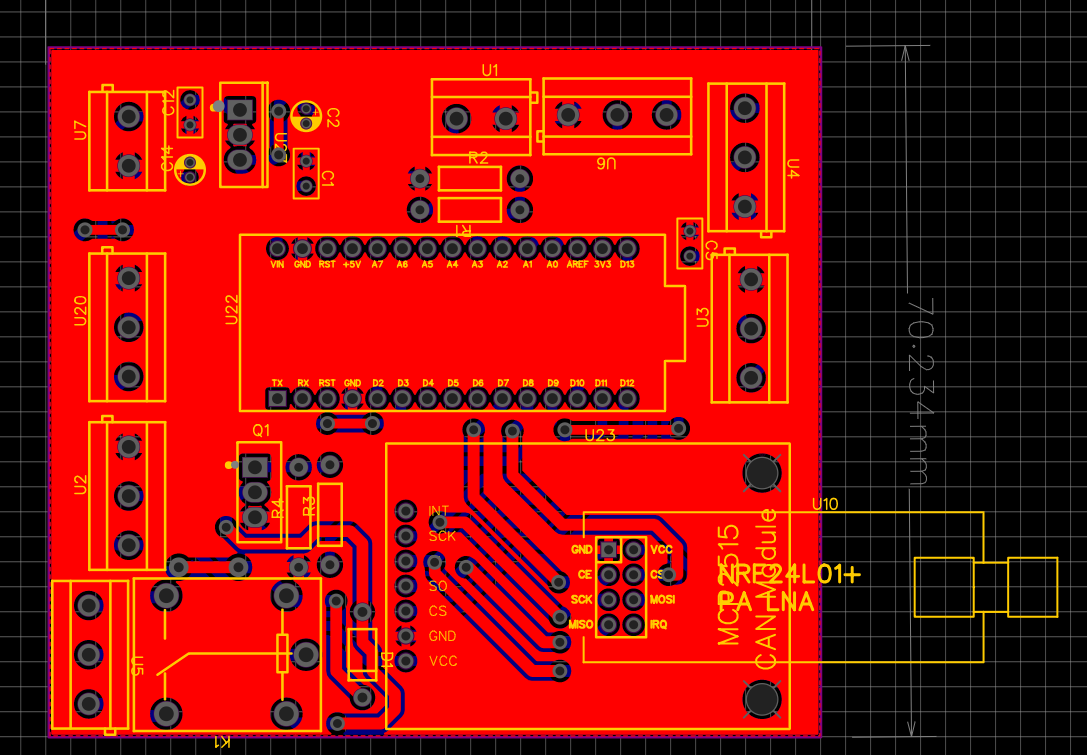 U1
C12
C2
U7
U21
R2
U6
C14
C1
U4
R1
C5
VIN GND RST +5V A7 A6 A5 A4 A3 A2 A1 A0 AREF 3V3 D13
U20
U22
U3
70.234mm
TX RX RST GND D2 D3 D4 D5 D6 D7 D8 D9 D10 D11 D12
Q1
U23
U2
R4
R3
U10
INT
SCK
SO
CS
GND
VCC
GND VCC
CE CS
SCK MOSI
MISO IRQ
NRF24L01+
PA LNA
MCP2515
CAN Module
U5
D1
K1